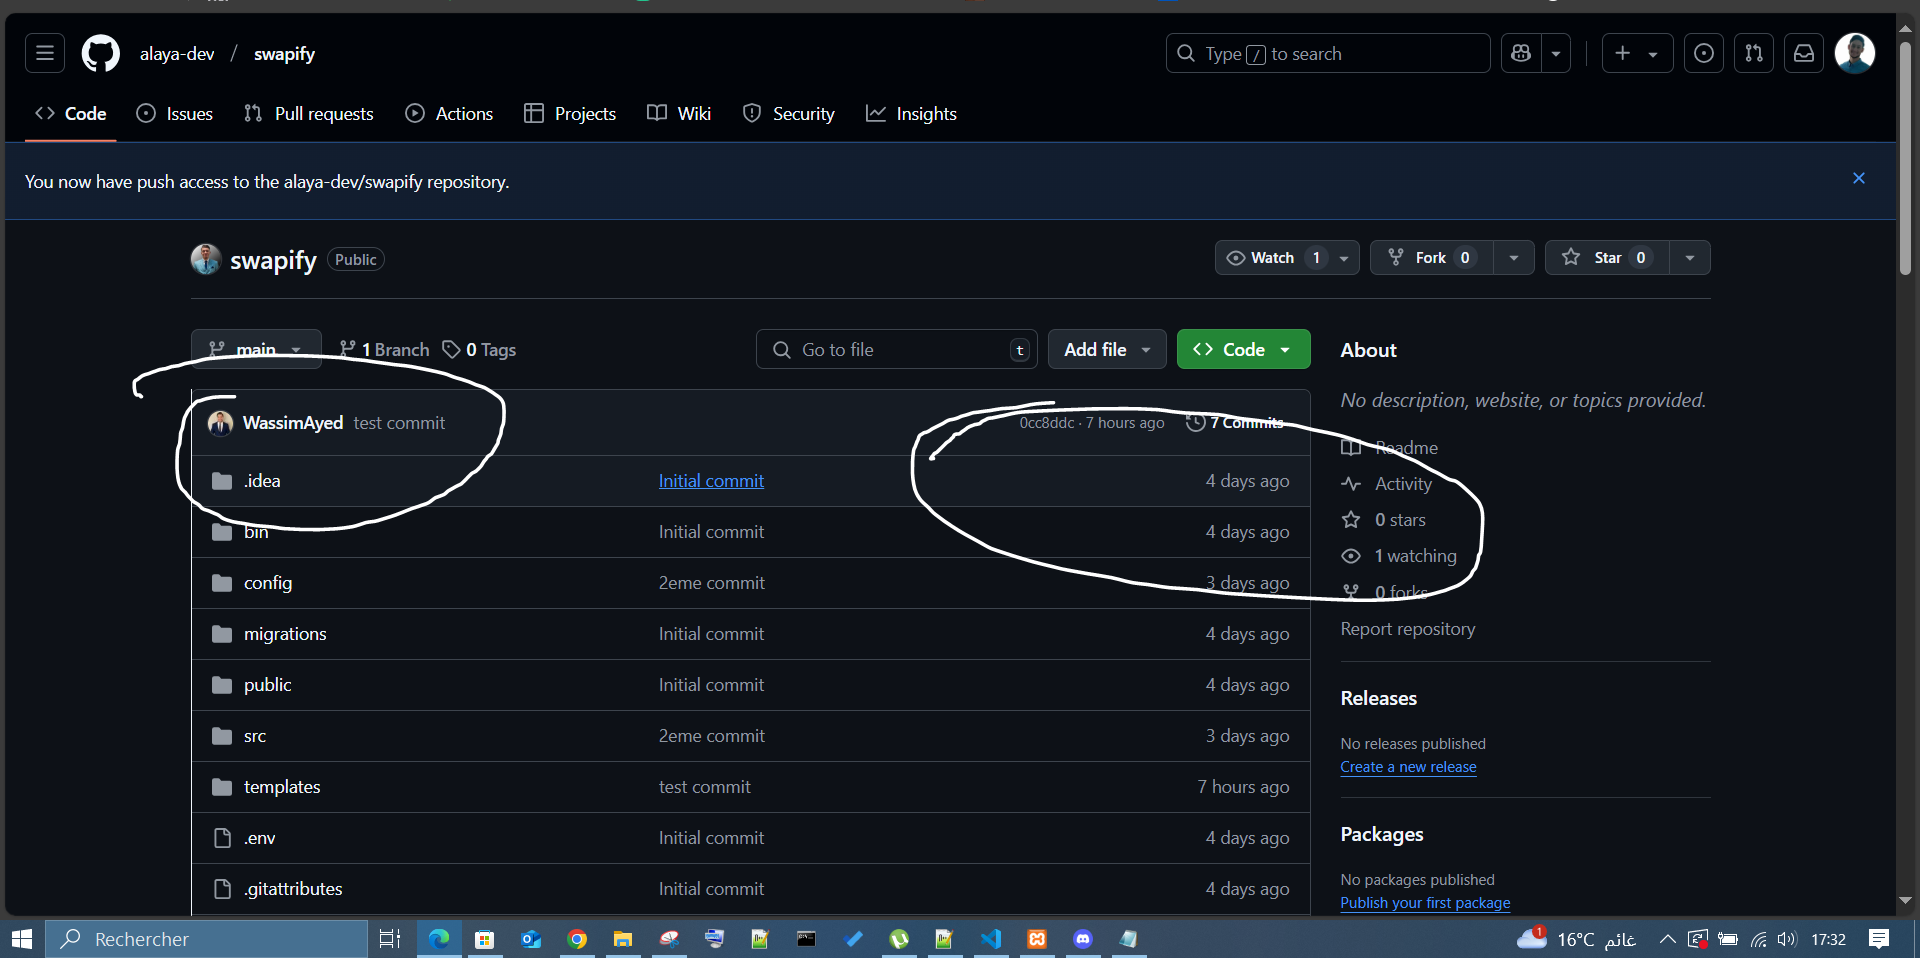 alaya-dev / swapify
Type / to search
Code
Issues
Pull requests
Actions
Projects
Wiki
Security
Insights
You now have push access to the alaya-dev/swapify repository.
swapify Public
Watch 1
Fork 0
Star 0
main
1 Branch
0 Tags
Go to file t
Add file
Code
WassimAyed test commit
0cc8ddc · 7 hours ago
7 Commits
.idea Initial commit 4 days ago
bin Initial commit 4 days ago
config 2eme commit 3 days ago
migrations Initial commit 4 days ago
public Initial commit 4 days ago
src 2eme commit 3 days ago
templates test commit 7 hours ago
.env Initial commit 4 days ago
.gitattributes Initial commit 4 days ago
About
No description, website, or topics provided.
Readme
Activity
0 stars
1 watching
0 forks
Report repository
Releases
No releases published
Create a new release
Packages
No packages published
Publish your first package
Rechercher
1
16°C غائم
17:32